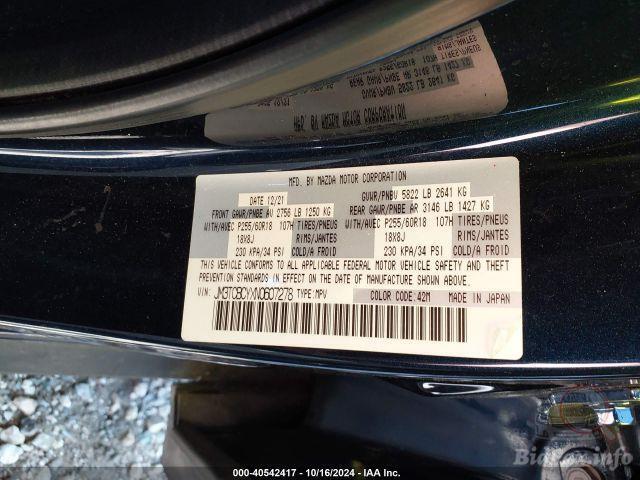 MFD. BY MAZDA MOTOR CORPORATION
DATE 12/21 GVWR/PNBV 5822 LB 2641 KG
FRONT GAWR/PNBE AV 2756 LB 1250 KG REAR GAWR/PNBE AR 3146 LB 1427 KG
WITH/AVEC P255/60R18 107H TIRES/PNEUS WITH/AVEC P255/60R18 107H TIRES/PNEUS
18X8J RIMS/JANTES 18X8J RIMS/JANTES
230 KPA/34 PSI COLD/A FROID 230 KPA/34 PSI COLD/A FROID
THIS VEHICLE CONFORMS TO ALL APPLICABLE FEDERAL MOTOR VEHICLE SAFETY AND THEFT
PREVENTION STANDARDS IN EFFECT ON THE DATE OF MANUFACTURE SHOWN ABOVE.
VIN: JM3TCBCYXN0607278 TYPE:MPV COLOR CODE:42M MADE IN JAPAN
000-40542417 - 10/16/2024 - IAA Inc.
BidFax.info